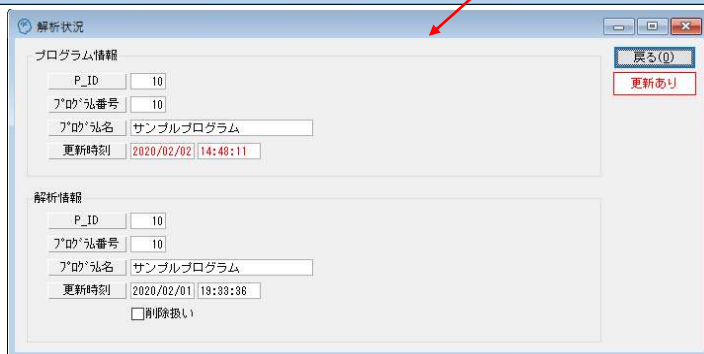 解析状況
戻る(0)
更新あり
プログラム情報
P_ID 10
ﾌﾟﾛｸﾞﾗﾑ番号 10
ﾌﾟﾛｸﾞﾗﾑ名 サンプルプログラム
更新時刻 2020/02/02 14:48:11
解析情報
P_ID 10
ﾌﾟﾛｸﾞﾗﾑ番号 10
ﾌﾟﾛｸﾞﾗﾑ名 サンプルプログラム
更新時刻 2020/02/01 19:33:36
削除扱い